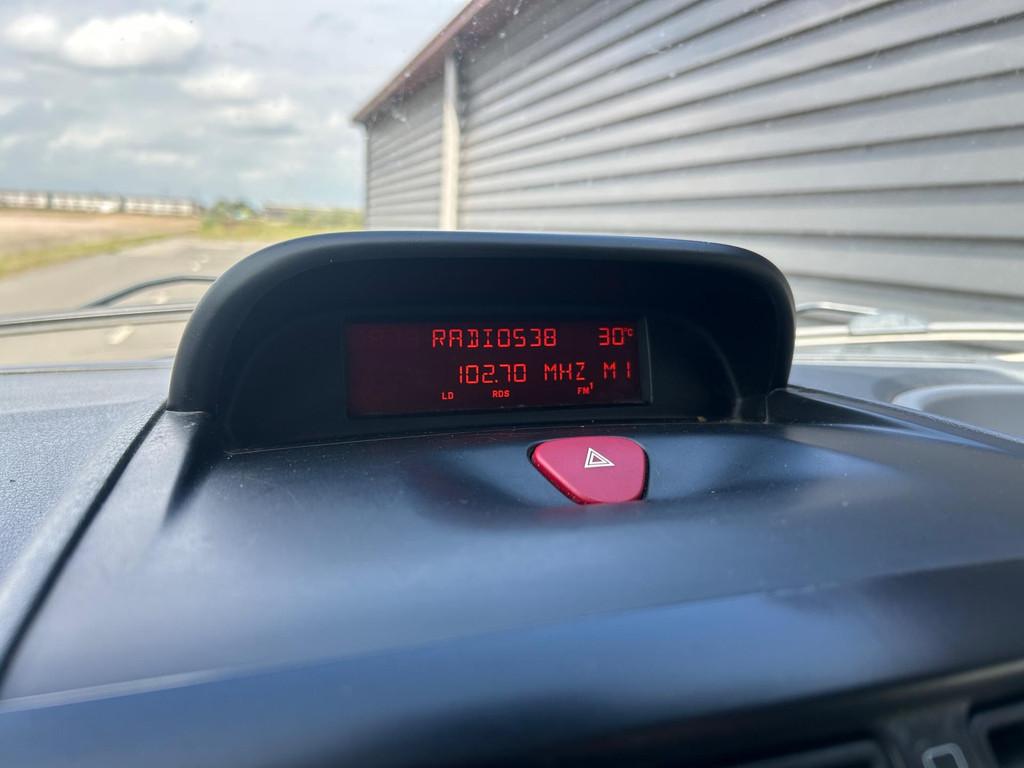 RADIO538 30°C
102.70 MHZ M1
LD RDS FM1